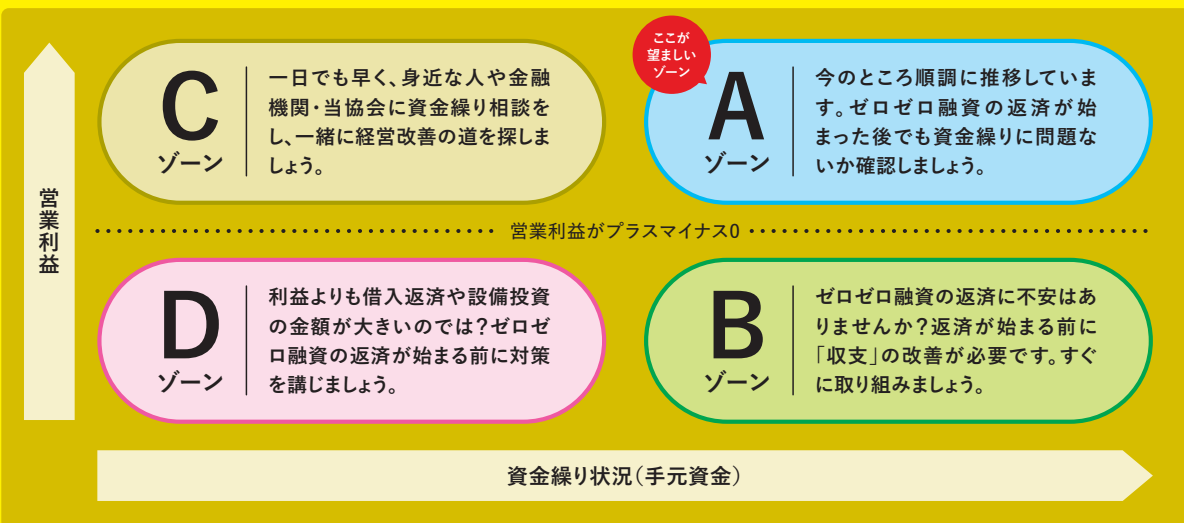 営業利益
C
ゾーン
一日でも早く、身近な人や金融
機関・当協会に資金繰り相談を
し、一緒に経営改善の道を探しま
しょう。
ここが
望ましい
ゾーン
A
ゾーン
今のところ順調に推移していま
す。ゼロゼロ融資の返済が始
まった後でも資金繰りに問題な
いか確認しましょう。
営業利益がプラスマイナス0
D
ゾーン
利益よりも借入返済や設備投資
の金額が大きいのでは?ゼロゼ
ロ融資の返済が始まる前に対策
を講じましょう。
B
ゾーン
ゼロゼロ融資の返済に不安はあ
りませんか?返済が始まる前に
「収支」の改善が必要です。すぐ
に取り組みましょう。
資金繰り状況(手元資金)